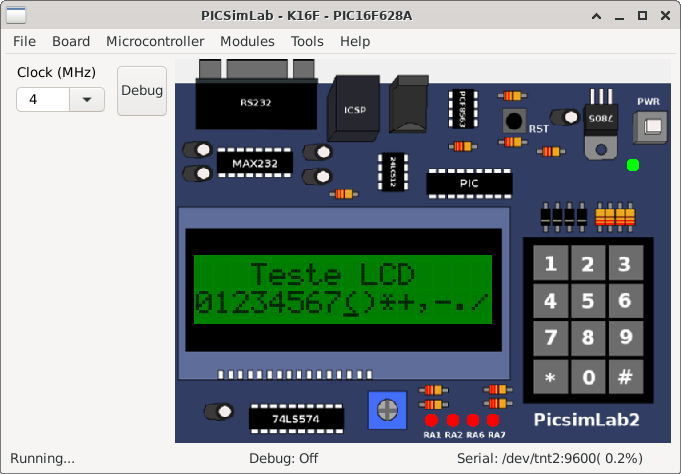 PICSimLab - K16F - PIC16F628A
File Board Microcontroller Modules Tools Help
Clock (MHz)
4
Debug
RS232
ICSP
PCF8563
RST
7805
PWR
MAX232
24LC512
PIC
Teste LCD
01234567()*+,-./
1 2 3
4 5 6
7 8 9
* 0 #
74LS574
RA1 RA2 RA6 RA7
PicsimLab2
Running...
Debug: Off
Serial: /dev/tnt2:9600( 0.2%)